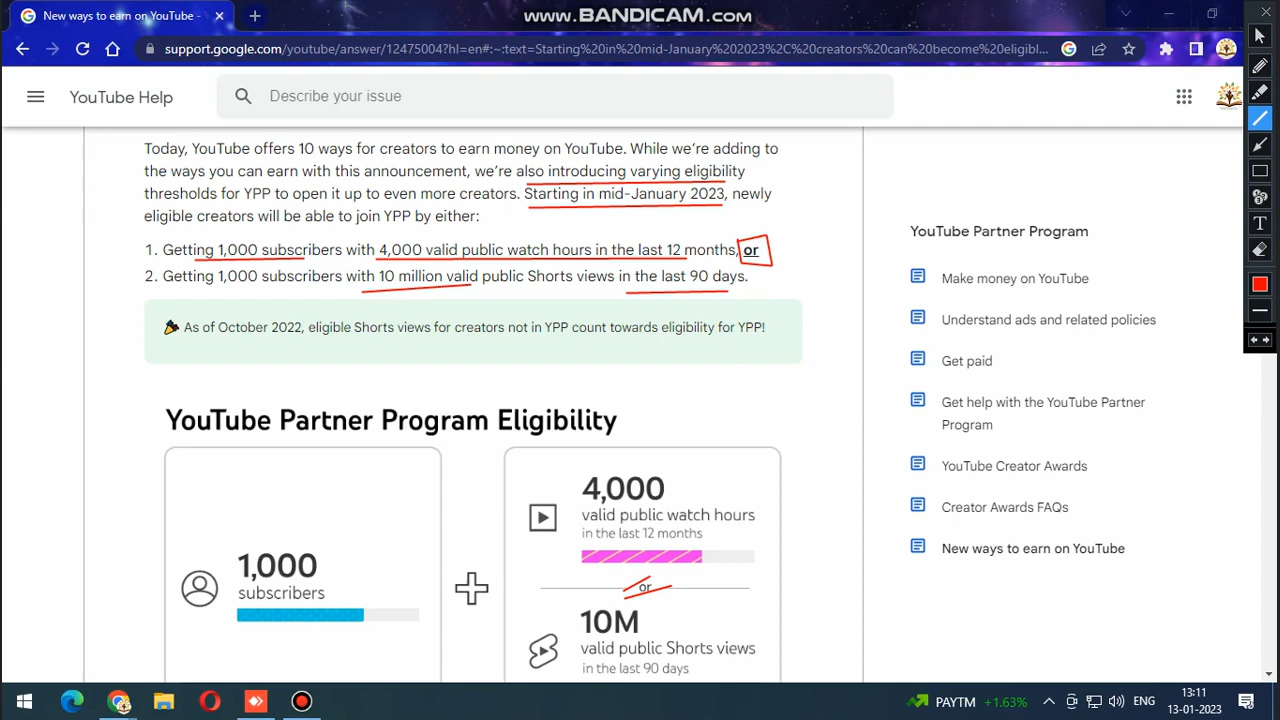 New ways to earn on YouTube -
www.BANDICAM.com
support.google.com/youtube/answer/12475004?hl=en#:~:text=Starting%20in%20mid-January%202023%2C%20creators%20can%20become%20eligibl...
YouTube Help
Describe your issue
Today, YouTube offers 10 ways for creators to earn money on YouTube. While we're adding to
the ways you can earn with this announcement, we're also introducing varying eligibility
thresholds for YPP to open it up to even more creators. Starting in mid-January 2023, newly
eligible creators will be able to join YPP by either:
1. Getting 1,000 subscribers with 4,000 valid public watch hours in the last 12 months, or
2. Getting 1,000 subscribers with 10 million valid public Shorts views in the last 90 days.
As of October 2022, eligible Shorts views for creators not in YPP count towards eligibility for YPP!
YouTube Partner Program Eligibility
1,000
subscribers
4,000
valid public watch hours
in the last 12 months
or
10M
valid public Shorts views
in the last 90 days
YouTube Partner Program
Make money on YouTube
Understand ads and related policies
Get paid
Get help with the YouTube Partner
Program
YouTube Creator Awards
Creator Awards FAQs
New ways to earn on YouTube
T
PAYTM +1.63%
ENG
13:11
13-01-2023